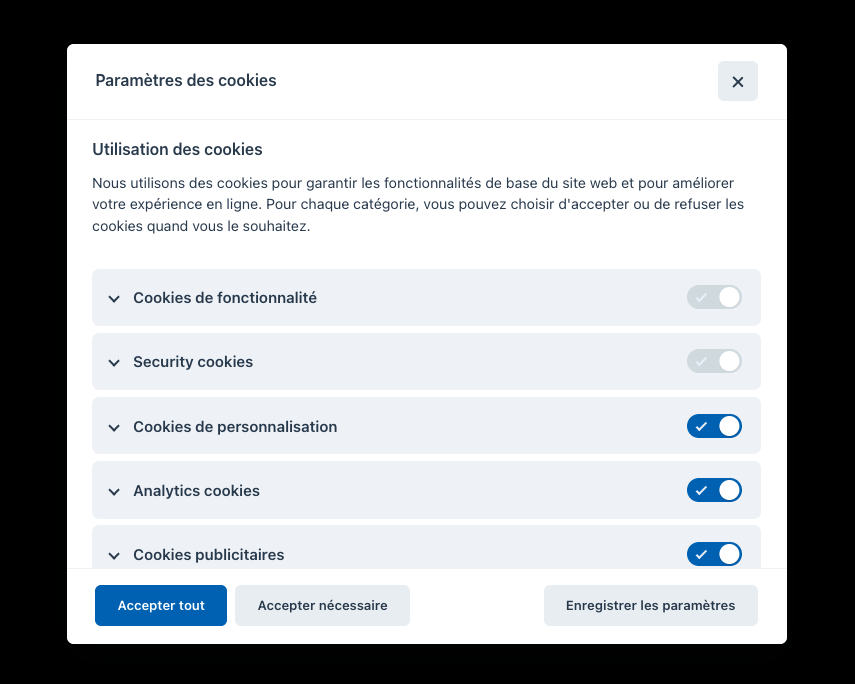 Paramètres des cookies
Utilisation des cookies
Nous utilisons des cookies pour garantir les fonctionnalités de base du site web et pour améliorer
votre expérience en ligne. Pour chaque catégorie, vous pouvez choisir d'accepter ou de refuser les
cookies quand vous le souhaitez.
Cookies de fonctionnalité
Security cookies
Cookies de personnalisation
Analytics cookies
Cookies publicitaires
Accepter tout
Accepter nécessaire
Enregistrer les paramètres